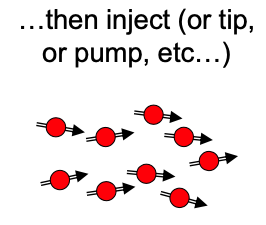 …then inject (or tip,
or pump, etc…)